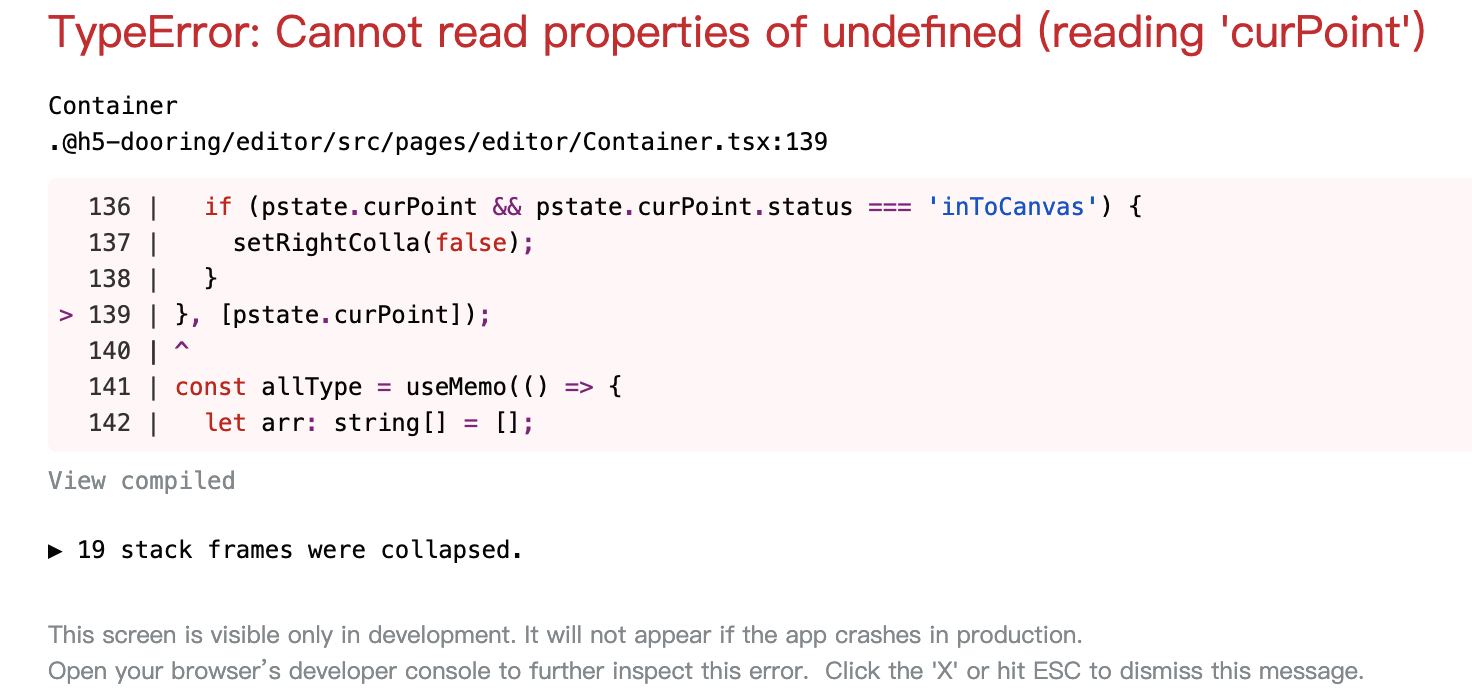 TypeError: Cannot read properties of undefined (reading 'curPoint')
Container
.@h5-dooring/editor/src/pages/editor/Container.tsx:139
  136 |   if (pstate.curPoint && pstate.curPoint.status === 'inToCanvas') {
  137 |     setRightColla(false);
  138 |   }
> 139 | }, [pstate.curPoint]);
  140 | ^
  141 | const allType = useMemo(() => {
  142 |   let arr: string[] = [];
View compiled
▶ 19 stack frames were collapsed.
This screen is visible only in development. It will not appear if the app crashes in production.
Open your browser’s developer console to further inspect this error.  Click the 'X' or hit ESC to dismiss this message.